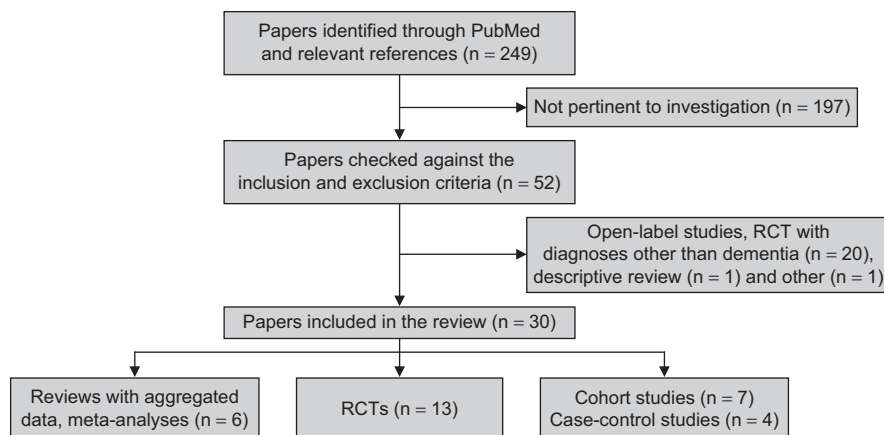 Papers identified through PubMed
and relevant references (n = 249)
Not pertinent to investigation (n = 197)
Papers checked against the
inclusion and exclusion criteria (n = 52)
Open-label studies, RCT with
diagnoses other than dementia (n = 20),
descriptive review (n = 1) and other (n = 1)
Papers included in the review (n = 30)
Reviews with aggregated
data, meta-analyses (n = 6)
RCTs (n = 13)
Cohort studies (n = 7)
Case-control studies (n = 4)